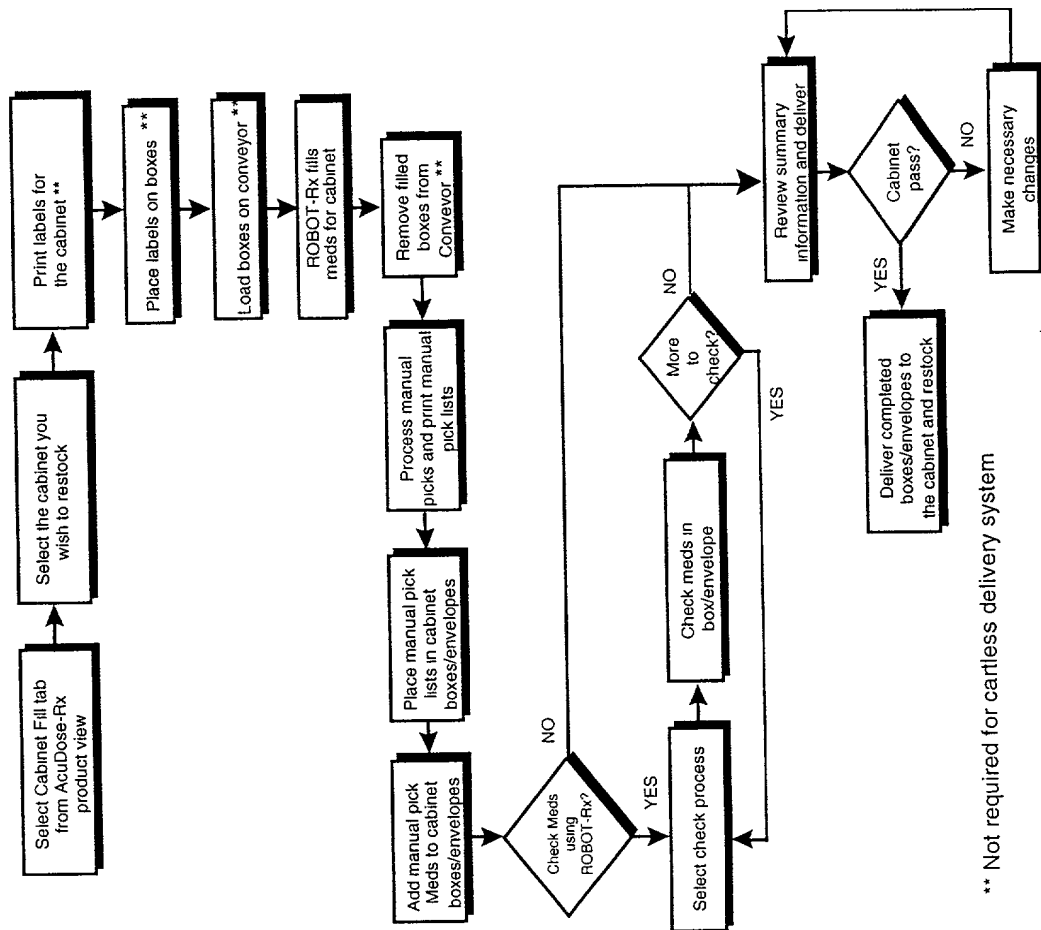 Select Cabinet Fill tab
from AcuDose-Rx
product view
Select the cabinet you
wish to restock
Print labels for
the cabinet **
Place labels on boxes **
Load boxes on conveyor **
ROBOT-Rx fills
meds for cabinet
Remove filled
boxes from
Conveyor **
Process manual
picks and print manual
pick lists
Place manual pick
lists in cabinet
boxes/envelopes
Add manual pick
Meds to cabinet
boxes/envelopes
Check Meds
using
ROBOT-Rx?
NO
YES
Select check process
Check meds in
box/envelope
More
to
check?
NO
YES
Review summary
information and deliver
Cabinet
pass?
NO
YES
Make necessary
changes
Deliver completed
boxes/envelopes to
the cabinet and restock
** Not required for cartless delivery system